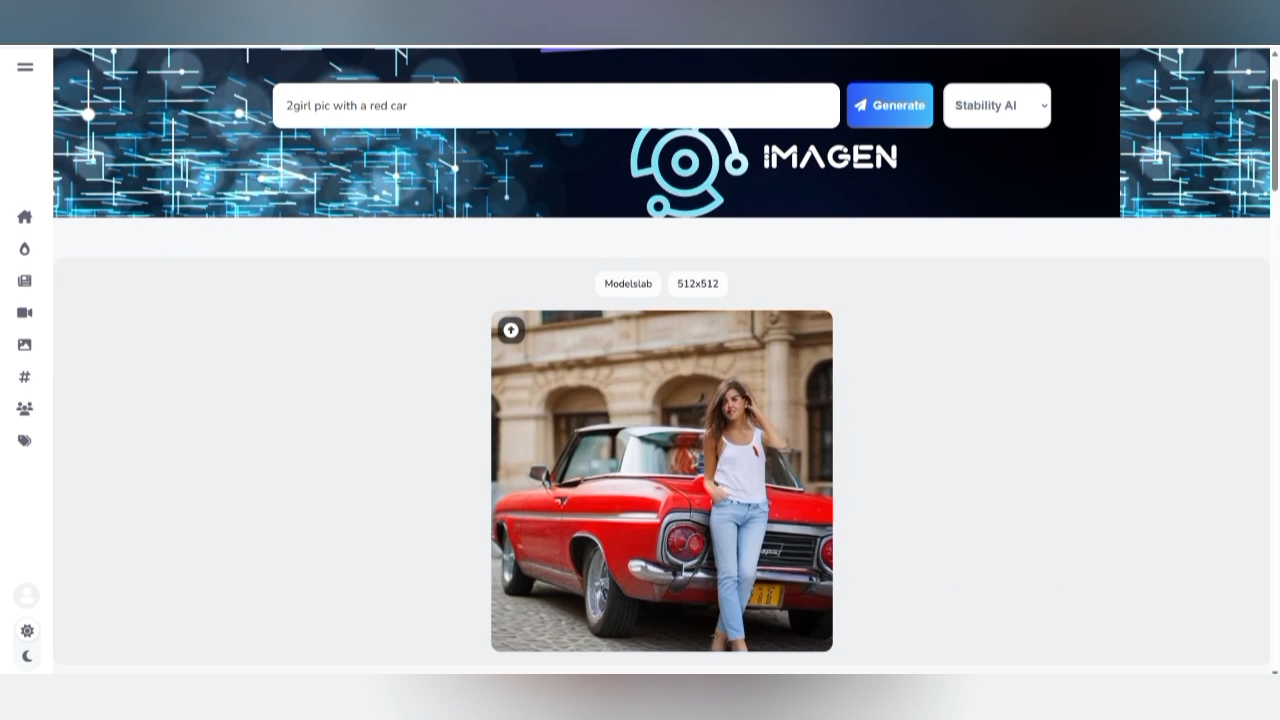 2girl pic with a red car
Generate
Stability AI
IMAGEN
Modelslab
512x512